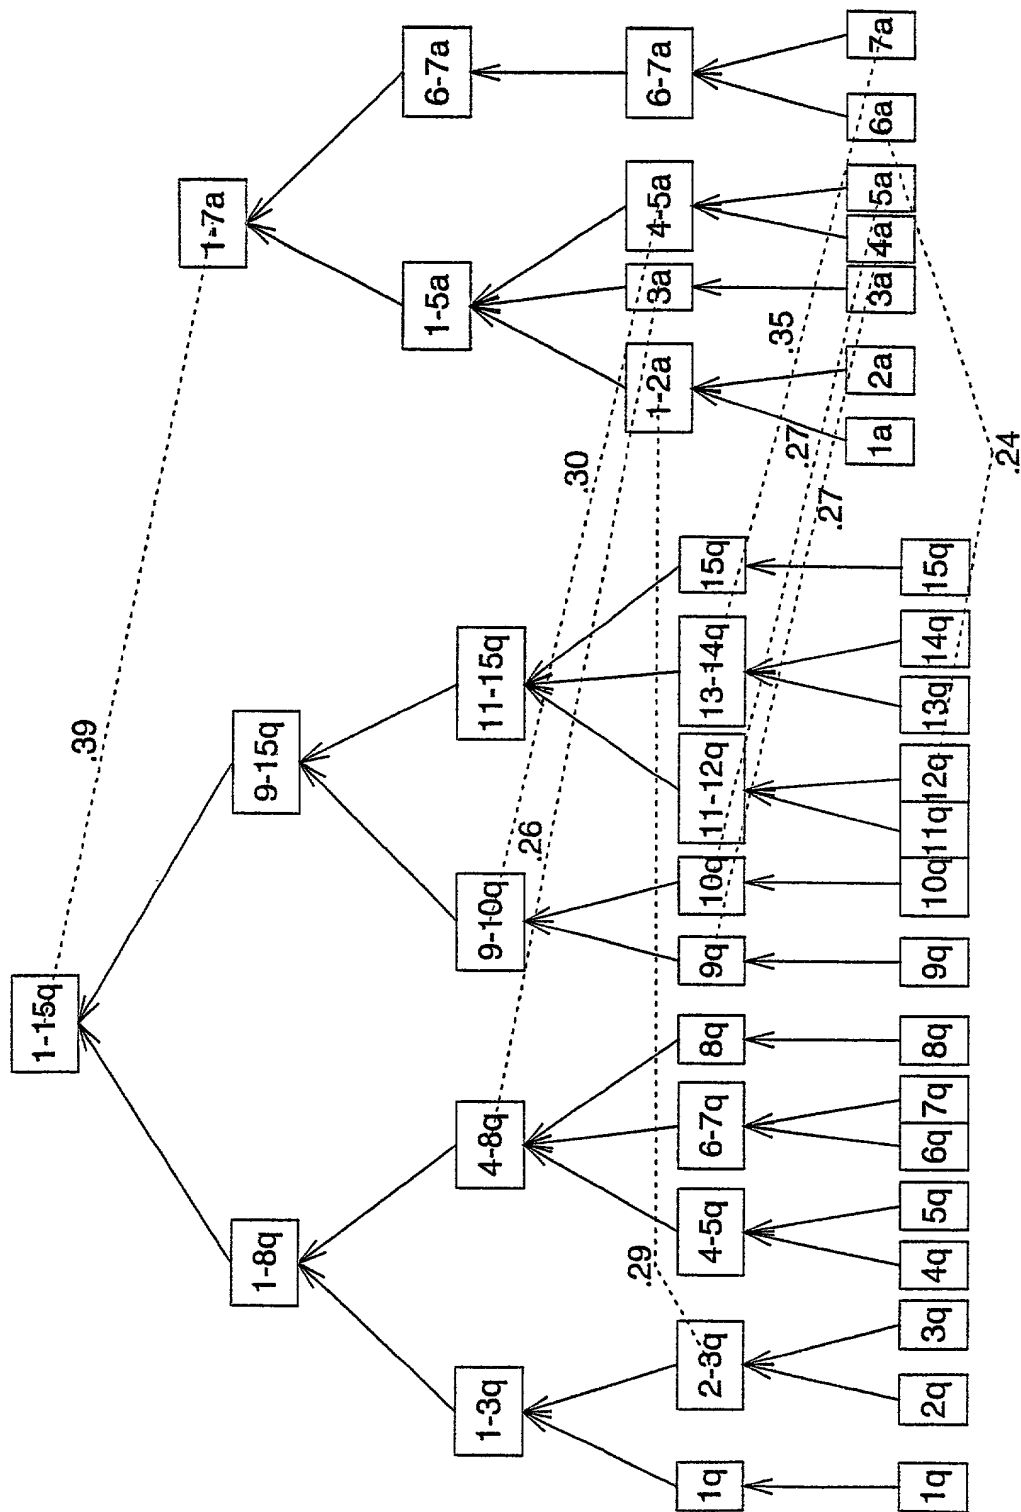 1-15q
1-7a
.39
1-8q
9-15q
1-5a
6-7a
1-3q
4-8q
9-10q
11-15q
.26
.30
1-2a
3a
4-5a
6-7a
.29
1q
2-3q
4-5q
6-7q
8q
9q
10q
11-12q
13-14q
15q
.27
.27
.35
1a
2a
3a
4a
5a
6a
7a
1q
2q
3q
4q
5q
6q
7q
8q
9q
10q
11q
12q
13q
14q
15q
.24